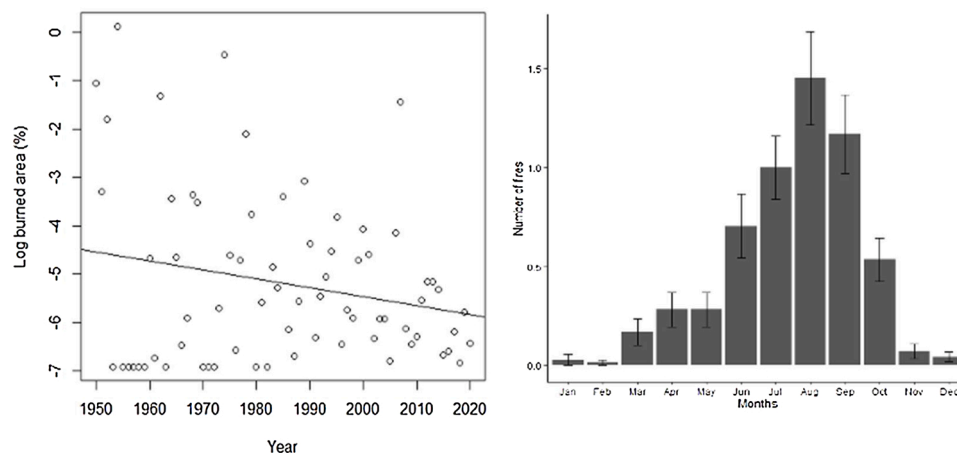 0
-1
-2
-3
-4
-5
-6
-7
Log burned area (%)
1950 1960 1970 1980 1990 2000 2010 2020
Year
1.5
1.0
0.5
0.0
Number of fires
Jan Feb Mar Apr May Jun Jul Aug Sep Oct Nov Dec
Months